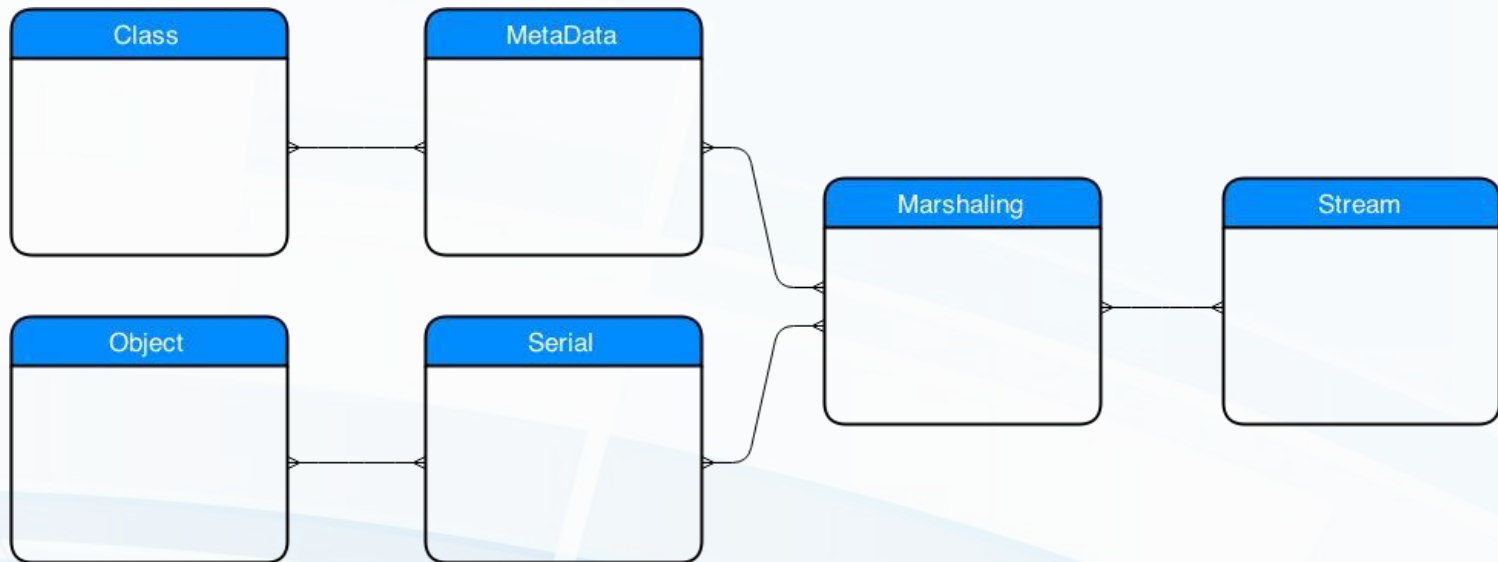 Class
MetaData
Marshaling
Stream
Object
Serial